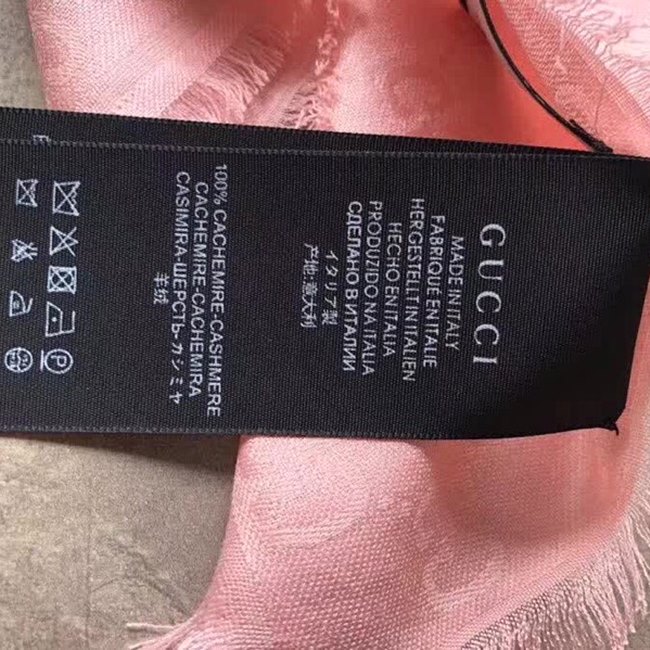 GUCCI
MADE IN ITALY
FABRIQUE EN ITALIE
HERGESTELLT IN ITALIEN
HECHO EN ITALIA
PRODUZIDO NA ITALIA
СДЕЛАНО В ИТАЛИИ
イタリア製
产地:意大利
100% CACHEMIRE-CASHMERE
CACHEMIRE-CACHEMIRA
CASIMIRA-ШЕРСТЬ-カシミヤ
羊绒
P